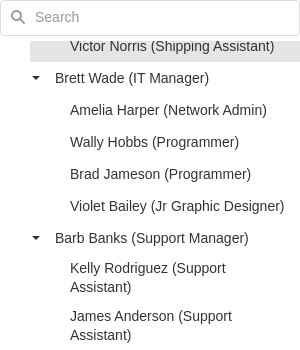 Search
Victor Norris (Shipping Assistant)
Brett Wade (IT Manager)
Amelia Harper (Network Admin)
Wally Hobbs (Programmer)
Brad Jameson (Programmer)
Violet Bailey (Jr Graphic Designer)
Barb Banks (Support Manager)
Kelly Rodriguez (Support
Assistant)
James Anderson (Support
Assistant)